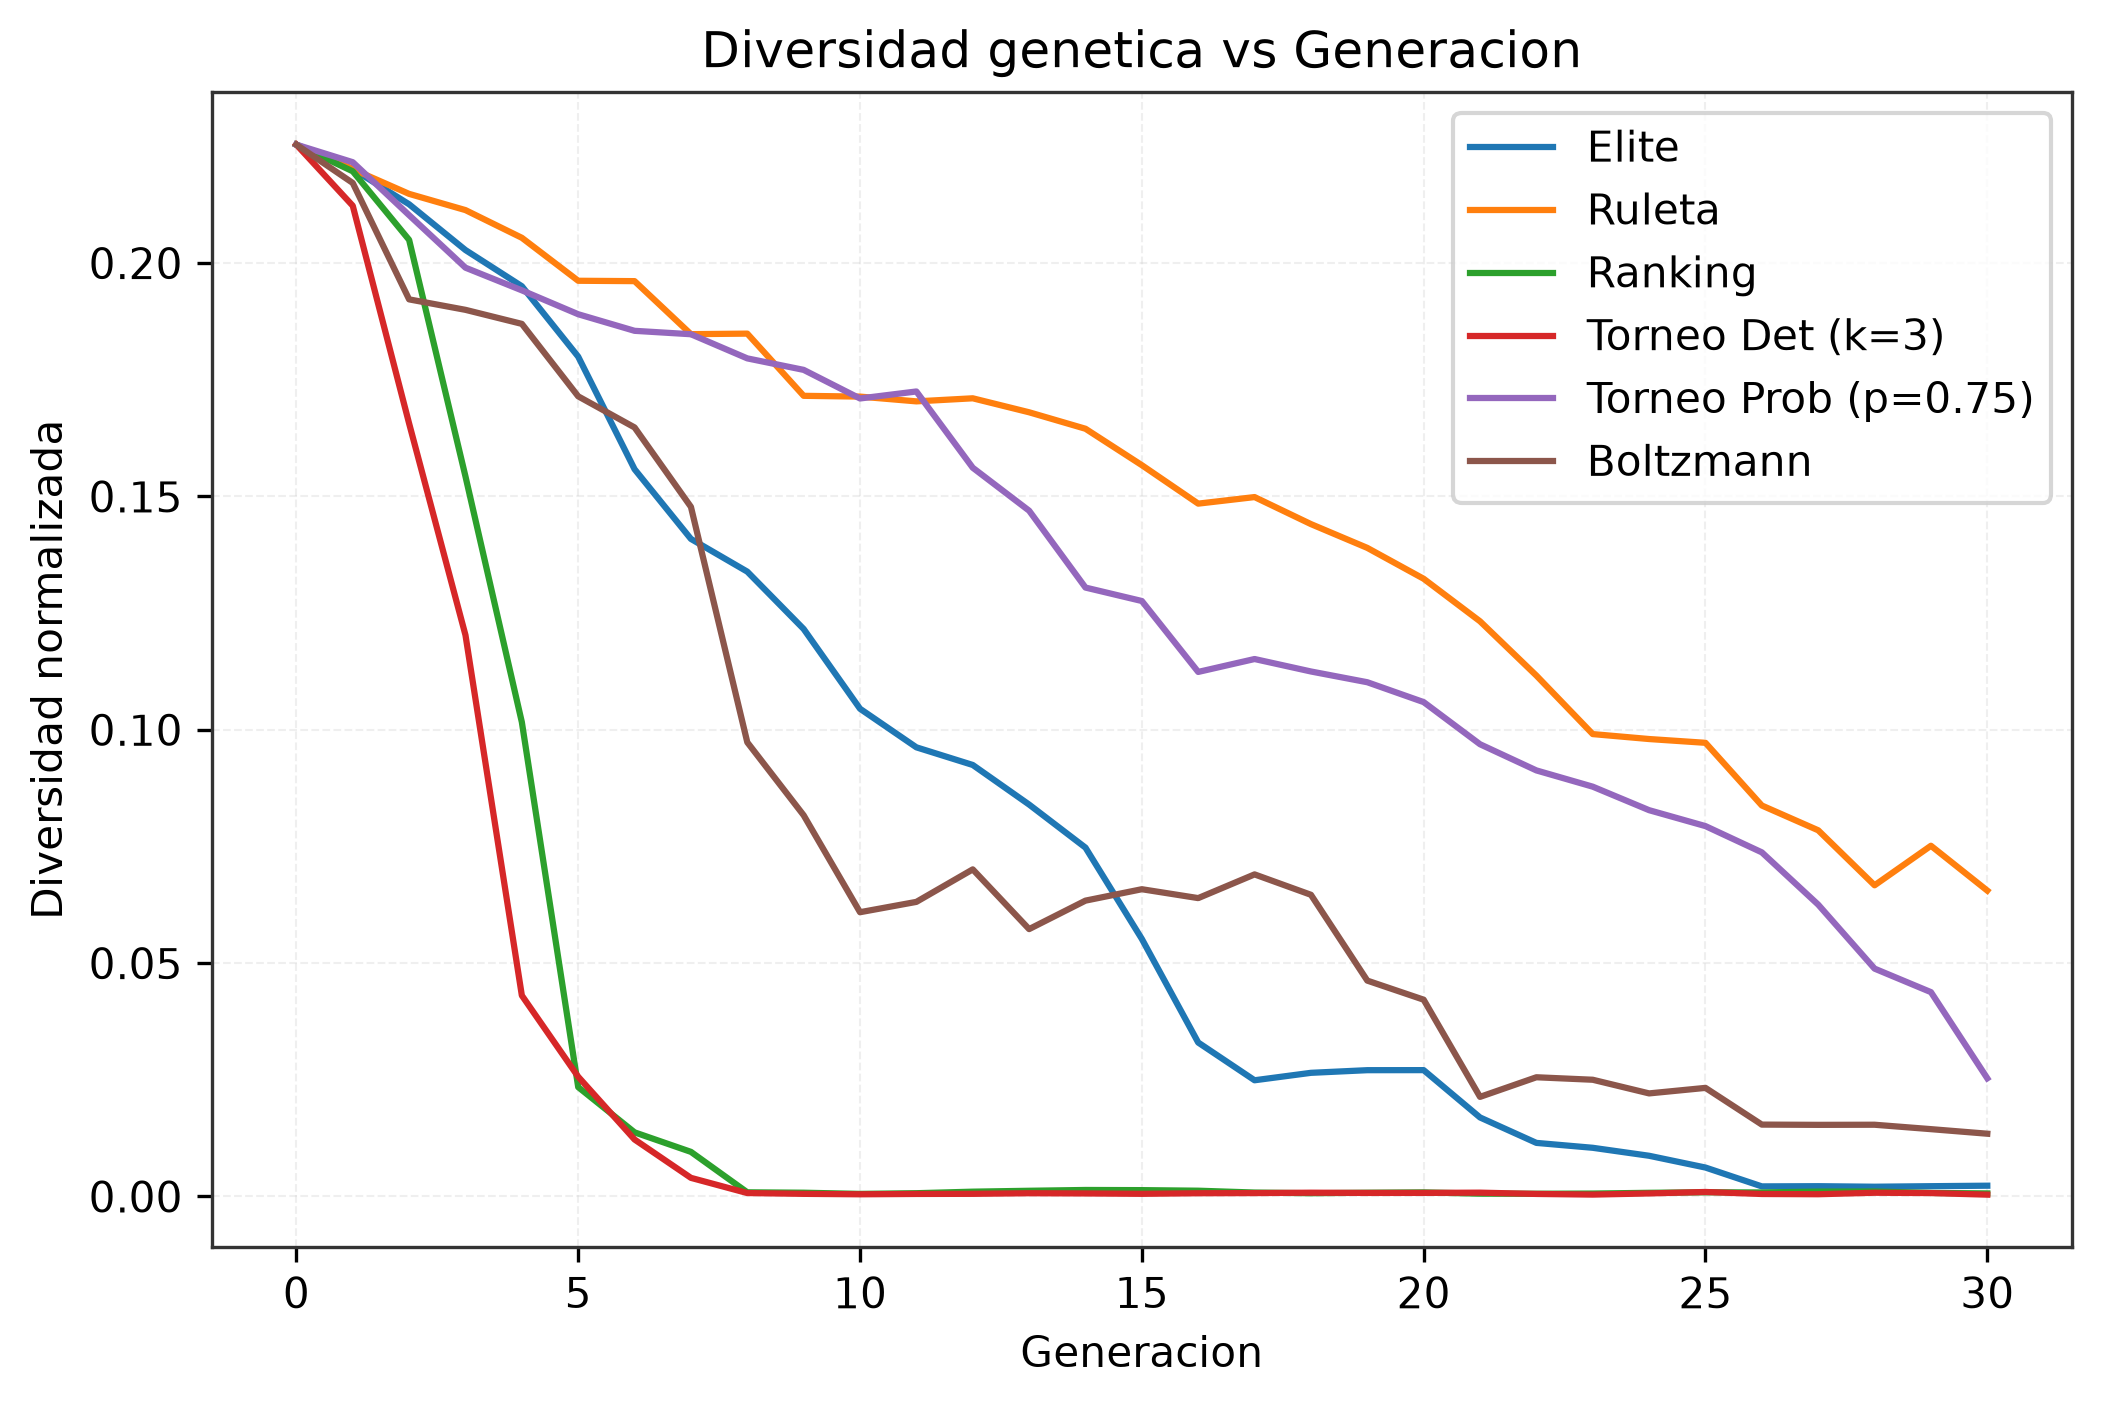 Diversidad genetica vs Generacion
Elite
Ruleta
Ranking
Torneo Det (k=3)
Torneo Prob (p=0.75)
Boltzmann
Diversidad normalizada
0.20
0.15
0.10
0.05
0.00
0 5 10 15 20 25 30
Generacion